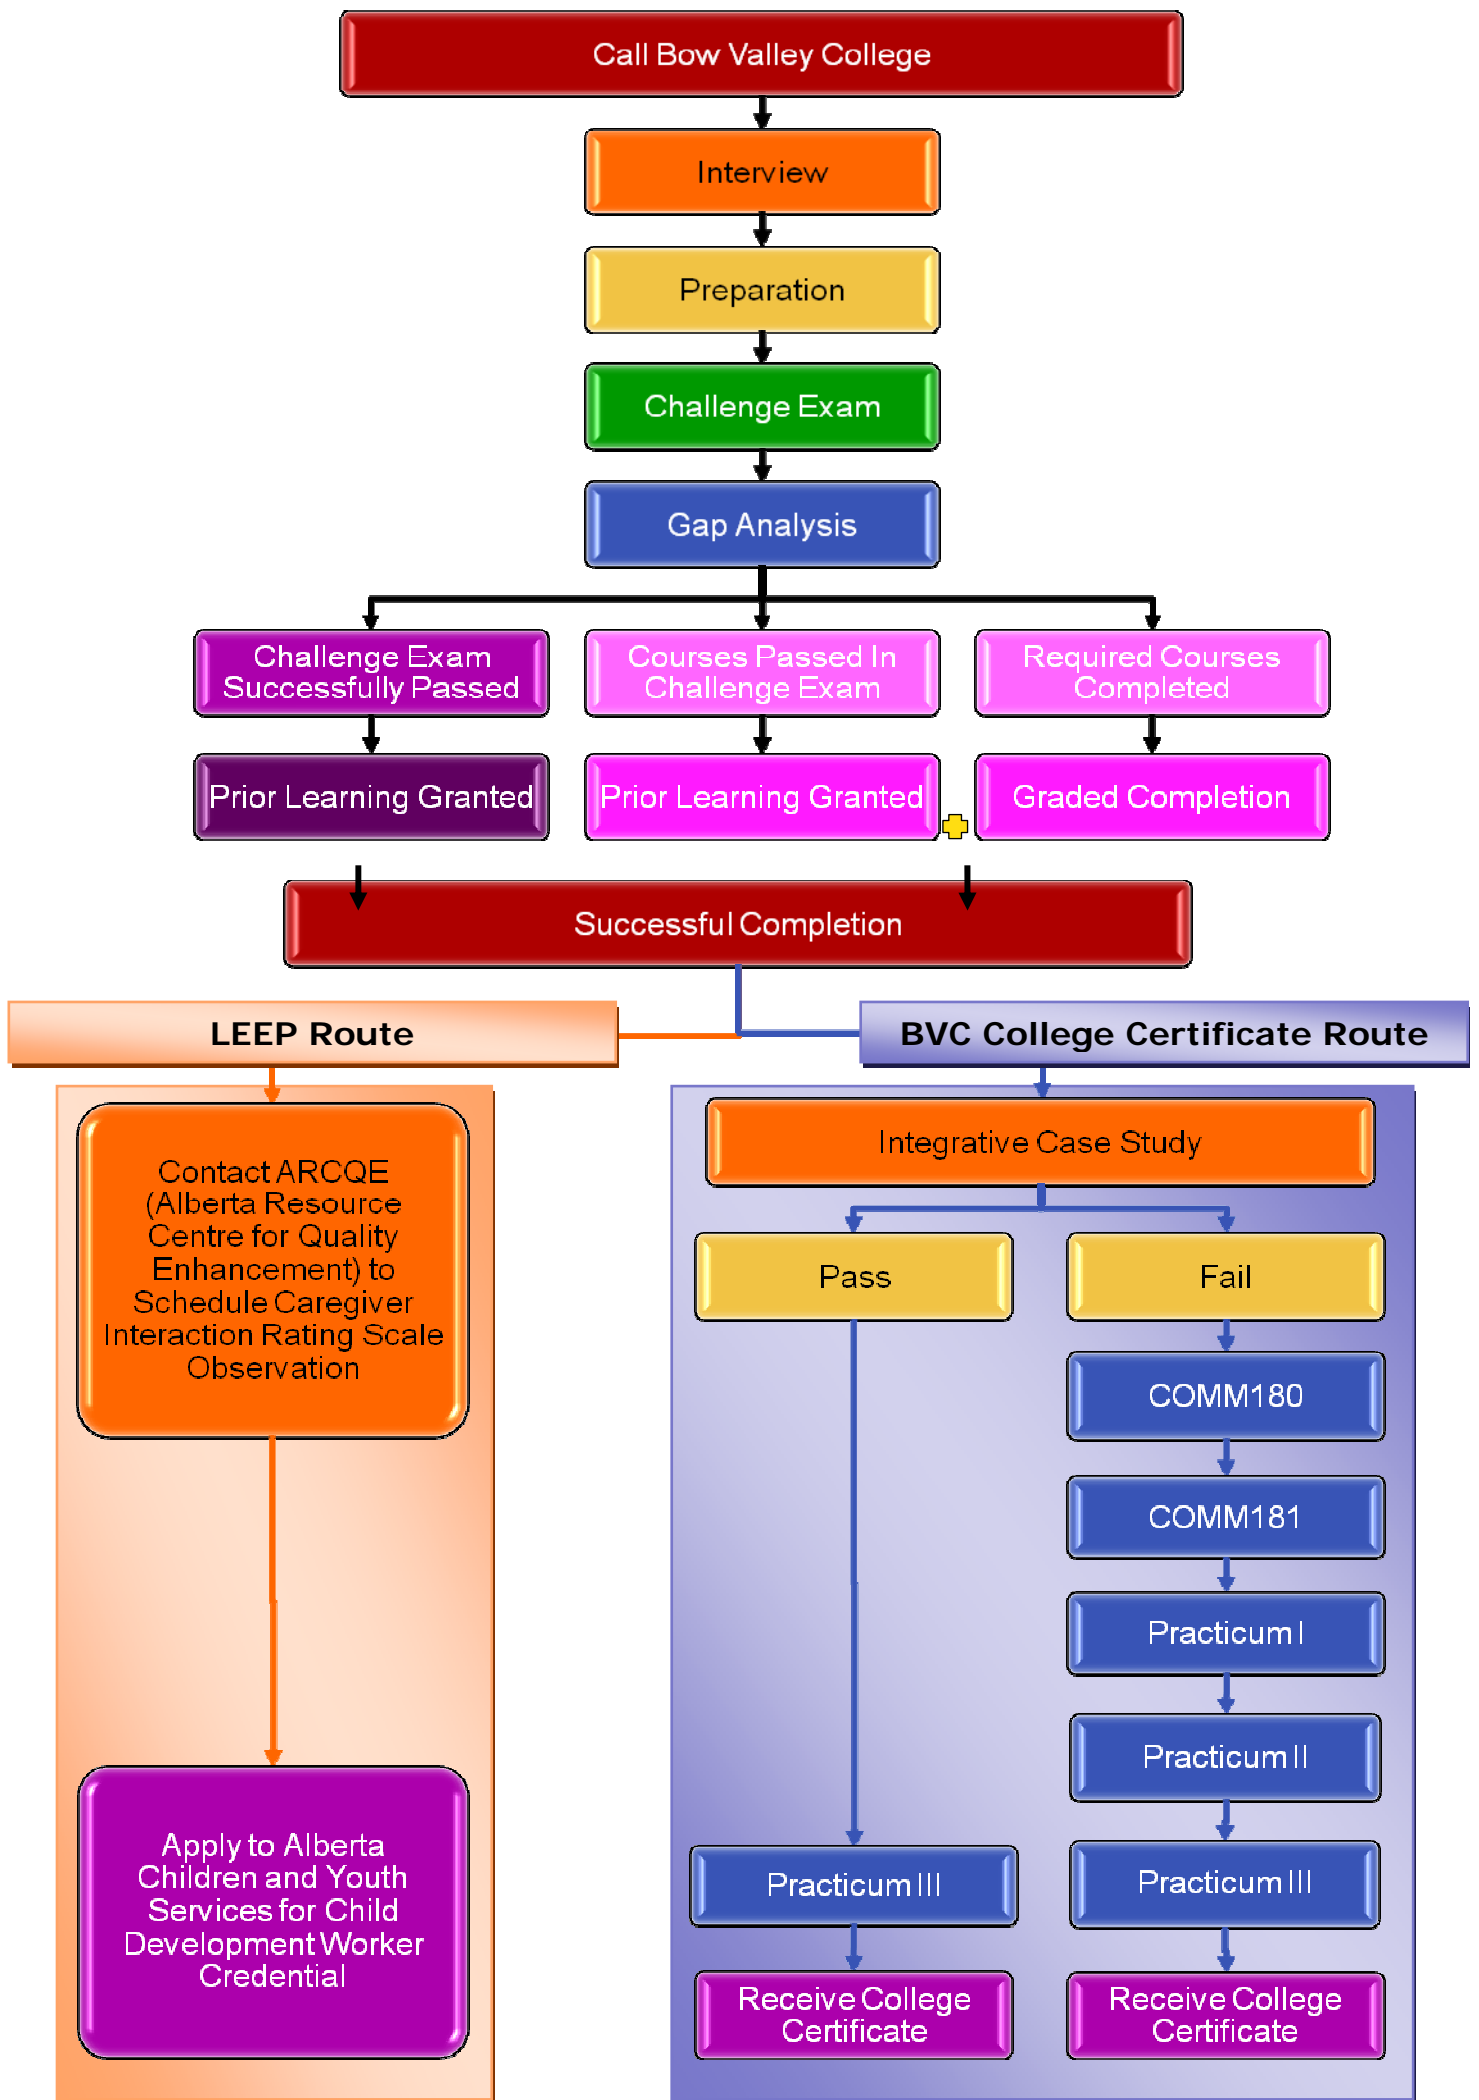 Call Bow Valley College
Interview
Preparation
Challenge Exam
Gap Analysis
Challenge Exam
Successfully Passed
Courses Passed In
Challenge Exam
Required Courses
Completed
Prior Learning Granted
Prior Learning Granted
Graded Completion
Successful Completion
LEEP Route
BVC College Certificate Route
Contact ARCQE
(Alberta Resource
Centre for Quality
Enhancement) to
Schedule Caregiver
Interaction Rating Scale
Observation
Apply to Alberta
Children and Youth
Services for Child
Development Worker
Credential
Integrative Case Study
Pass
Fail
COMM180
COMM181
Practicum I
Practicum II
Practicum III
Practicum III
Receive College
Certificate
Receive College
Certificate